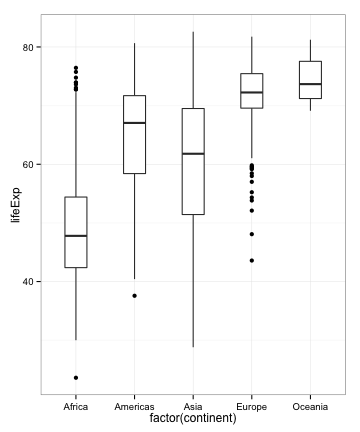 80
60
40
lifeExp
Africa Americas Asia Europe Oceania
factor(continent)